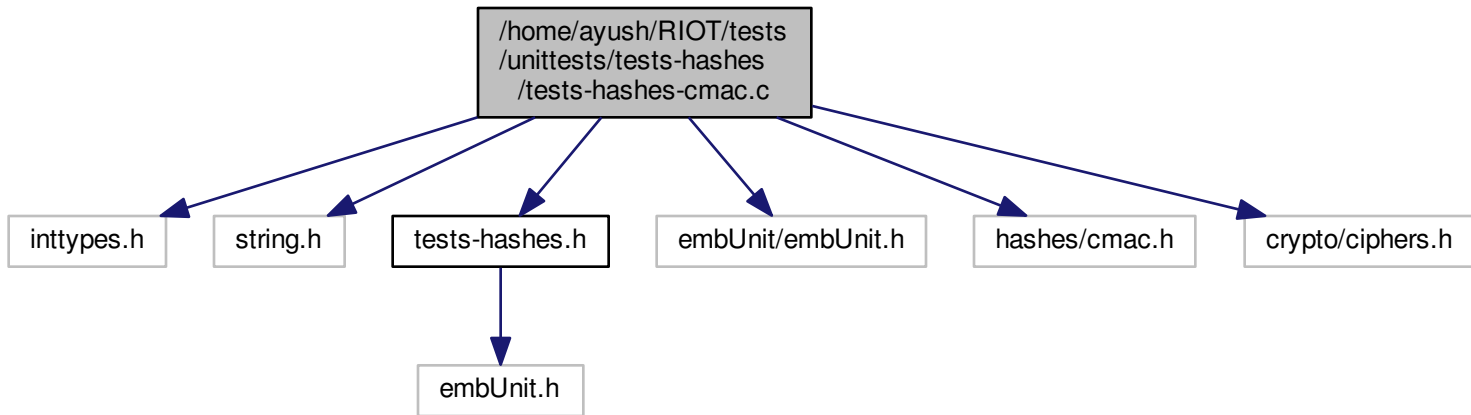 /home/ayush/RIOT/tests
/unittests/tests-hashes
/tests-hashes-cmac.c
inttypes.h
string.h
tests-hashes.h
embUnit/embUnit.h
hashes/cmac.h
crypto/ciphers.h
embUnit.h